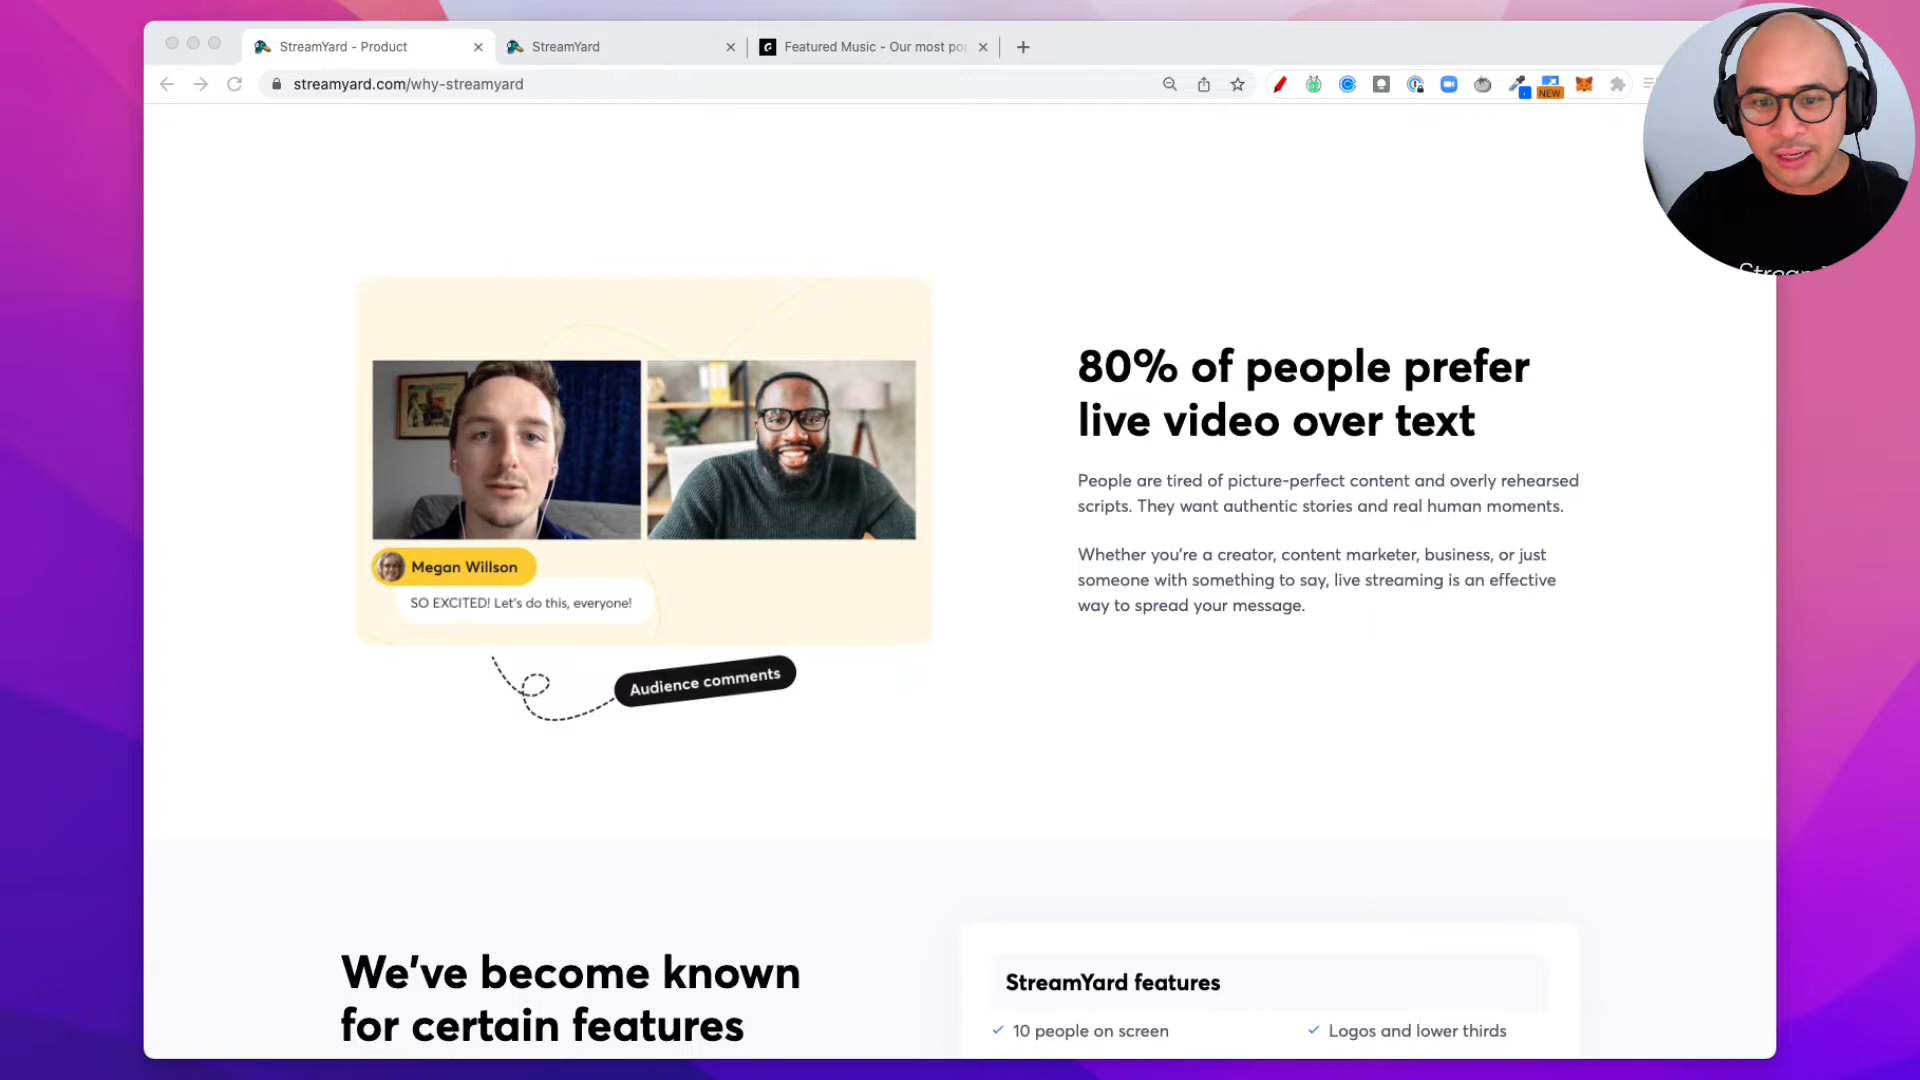 StreamYard - Product
StreamYard
Featured Music - Our most pop
streamyard.com/why-streamyard
NEW
80% of people prefer
live video over text
People are tired of picture-perfect content and overly rehearsed
scripts. They want authentic stories and real human moments.
Whether you're a creator, content marketer, business, or just
someone with something to say, live streaming is an effective
way to spread your message.
Megan Willson
SO EXCITED! Let's do this, everyone!
Audience comments
We've become known
for certain features
StreamYard features
10 people on screen
Logos and lower thirds